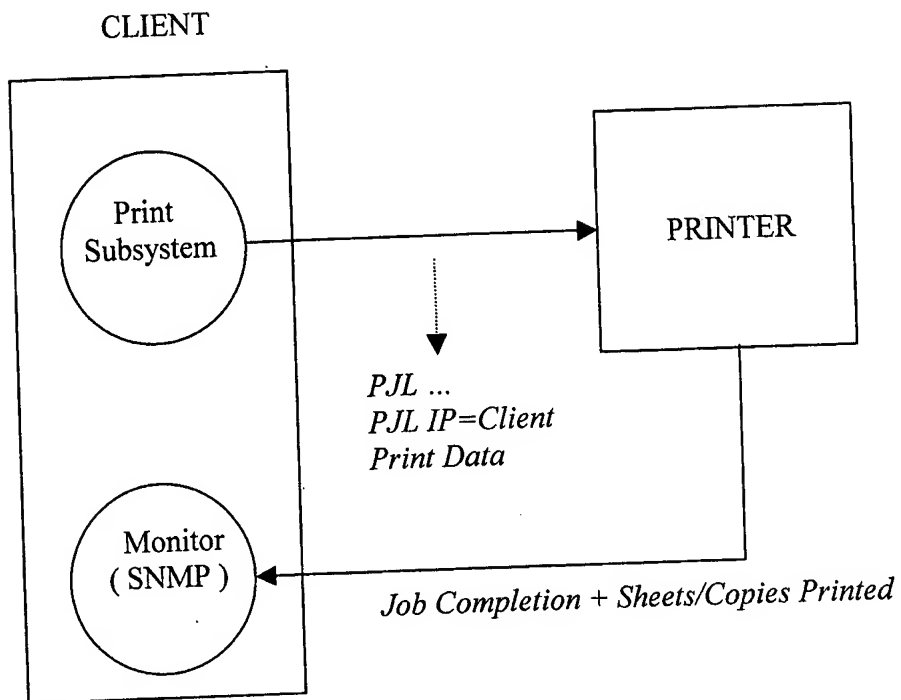 CLIENT
Print
Subsystem
PRINTER
PJL ...
PJL IP=Client
Print Data
Monitor
( SNMP )
Job Completion + Sheets/Copies Printed